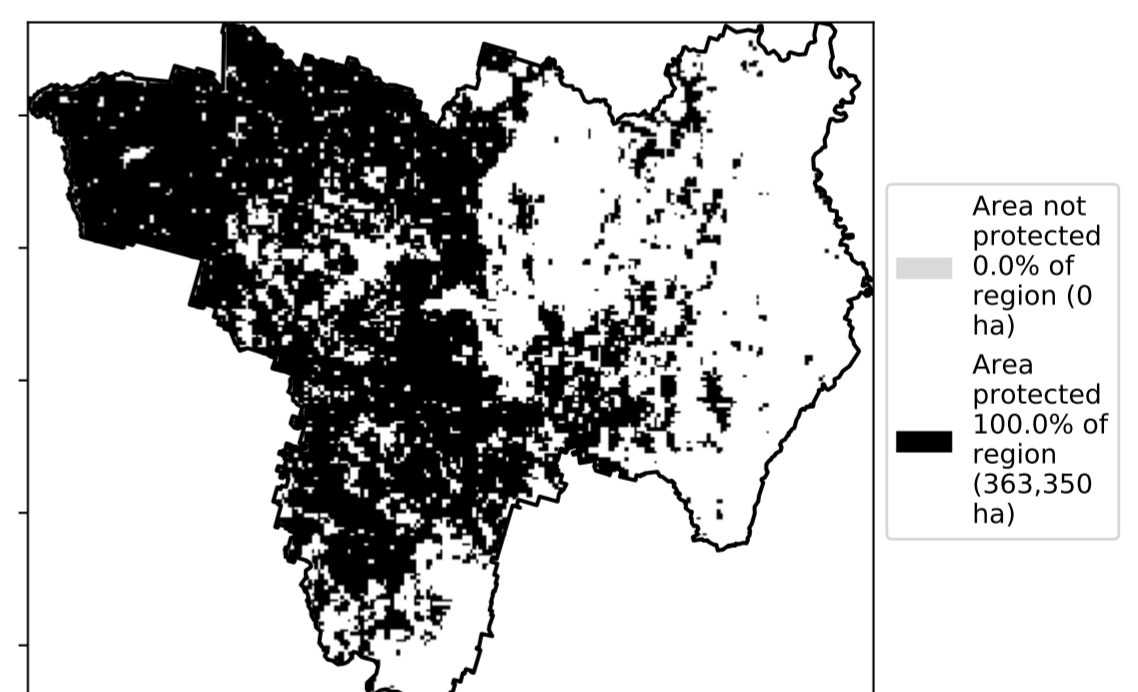 Area not
protected
0.0% of
region (0
ha)
Area
protected
100.0% of
region
(363,350
ha)